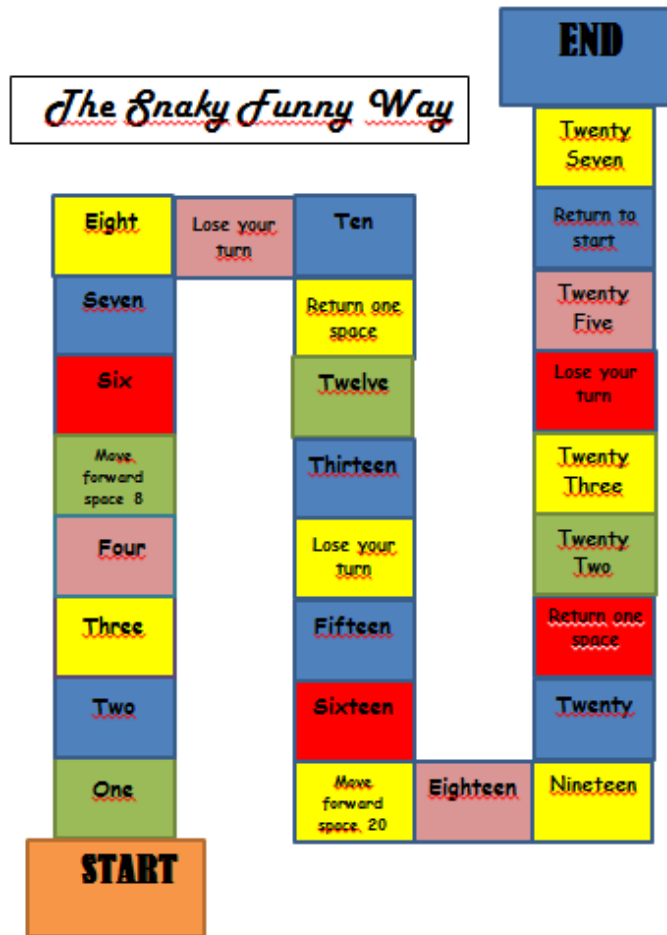 END
The Snaky Funny Way
Twenty
Seven
Eight
Lose your
turn
Ten
Return to
start
Seven
Return one
space
Twenty
Five
Six
Twelve
Lose your
turn
Move
forward
space 8
Thirteen
Twenty
Three
Four
Lose your
turn
Twenty
Two
Three
Fifteen
Return one
space
Two
Sixteen
Twenty
One
Move
forward
space 20
Eighteen
Nineteen
START